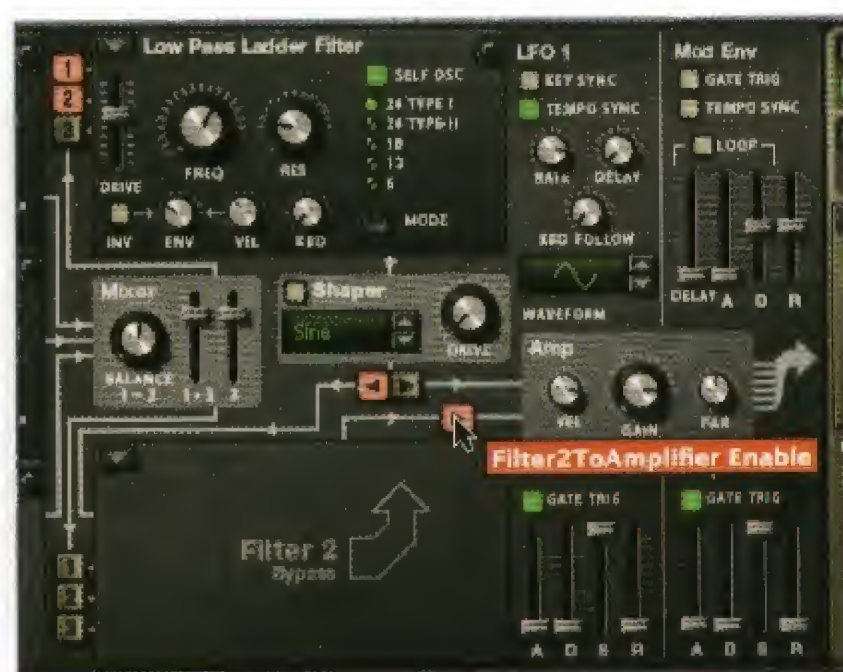 1
2
3
Low Pass Ladder Filter
DRIVE
FREQ
RES
SELF OSC
24 TYPE I
24 TYPE II
18
12
6
MODE
INV
ENV
VEL
KBD
LFO 1
KEY SYNC
TEMPO SYNC
RATE
DELAY
KBD FOLLOW
WAVEFORM
Mod Env
GATE TRIG
TEMPO SYNC
LOOP
DELAY
A
D
R
Mixer
BALANCE
1 - 2
1+2
3
Shaper
Sine
DRIVE
Amp
VEL
GAIN
PAN
Filter2ToAmplifier Enable
Filter 2
Bypass
1
2
3
GATE TRIG
A
D
S
R
GATE TRIG
A
D
S
R